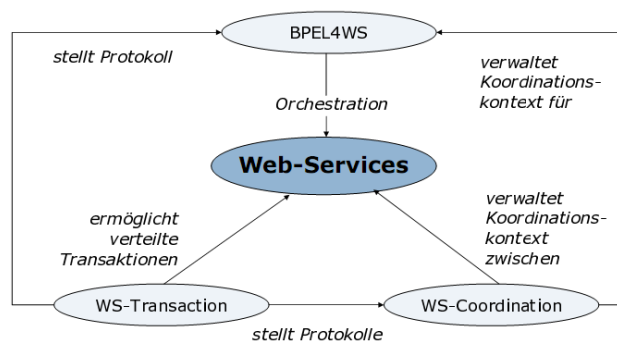 BPEL4WS
stellt Protokoll
verwaltet
Koordinations-
kontext für
Orchestration
Web-Services
ermöglicht
verteilte
Transaktionen
verwaltet
Koordinations-
kontext
zwischen
WS-Transaction
WS-Coordination
stellt Protokolle